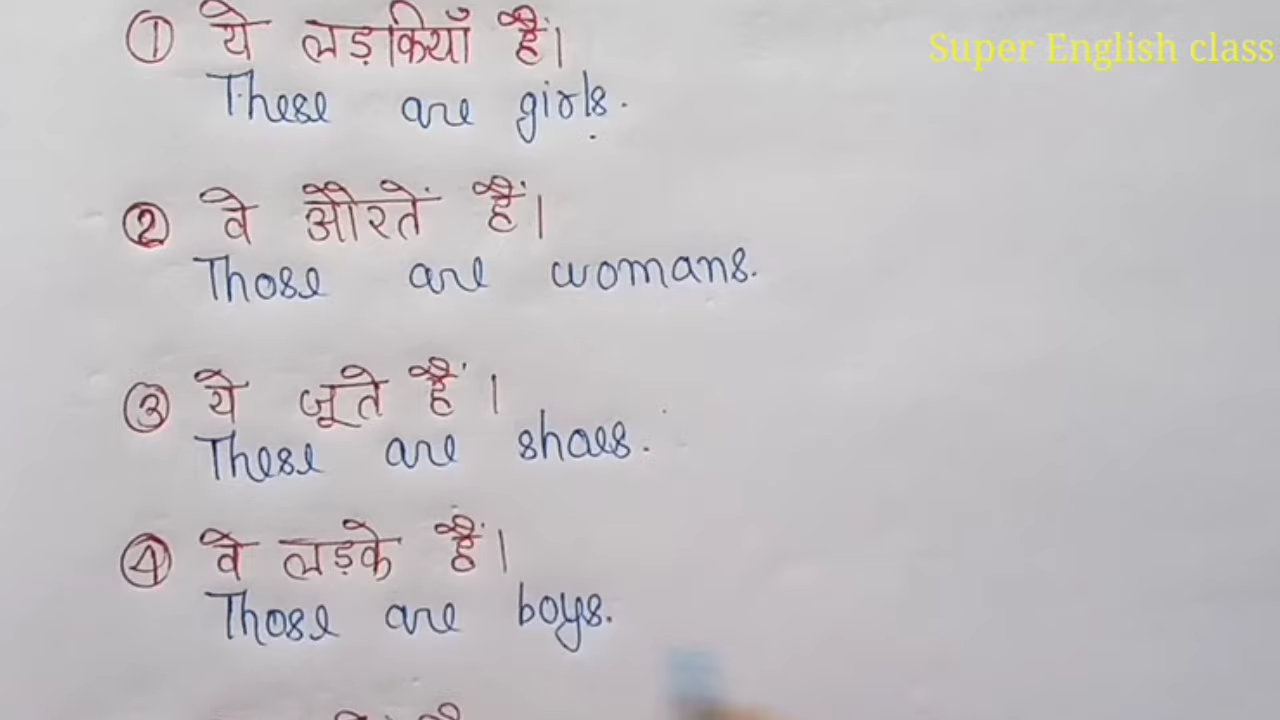 ① ये लड़कियाँ हैं।
Super English class
These are girls.
② वे औरतें हैं।
Those are womans.
③ ये जूते हैं।
These are shoes.
④ वे लड़के हैं।
Those are boys.